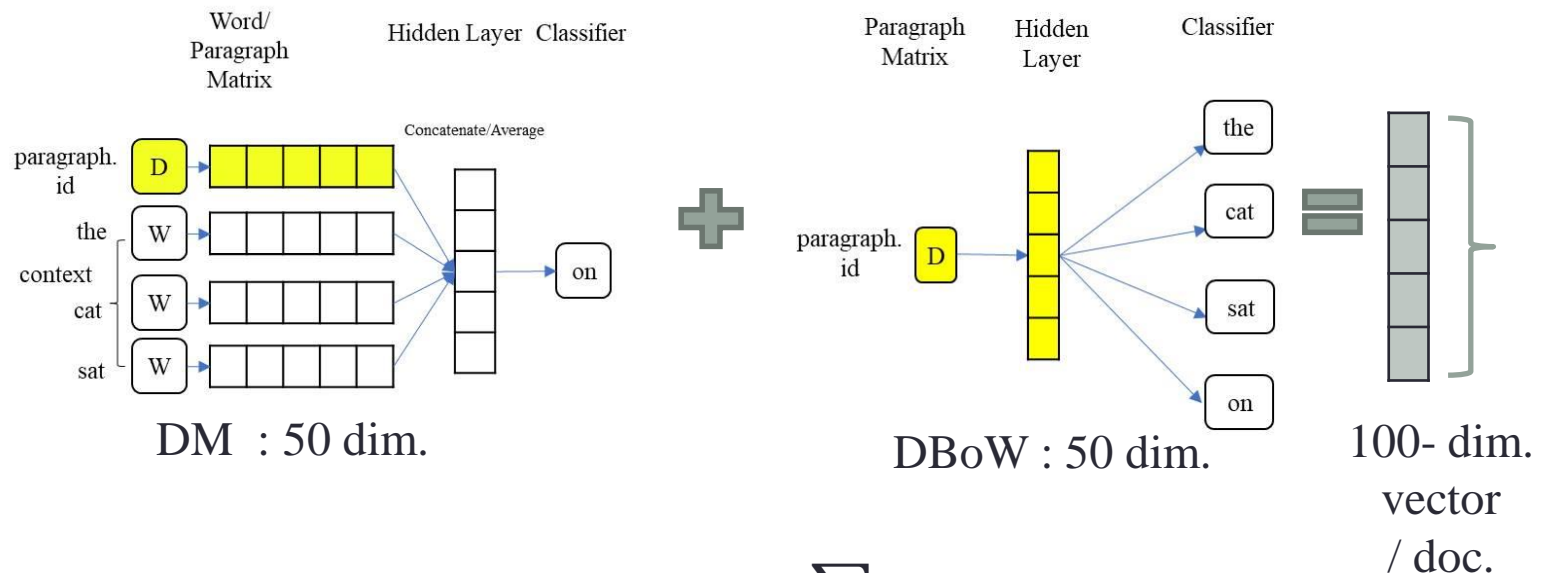 Word/
Paragraph
Matrix
Hidden Layer
Classifier
Concatenate/Average
paragraph.
id
D
the
W
context
cat
W
sat
W
on
DM : 50 dim.
Paragraph
Matrix
Hidden
Layer
Classifier
paragraph.
id
D
the
cat
sat
on
DBoW : 50 dim.
100- dim.
vector
/ doc.